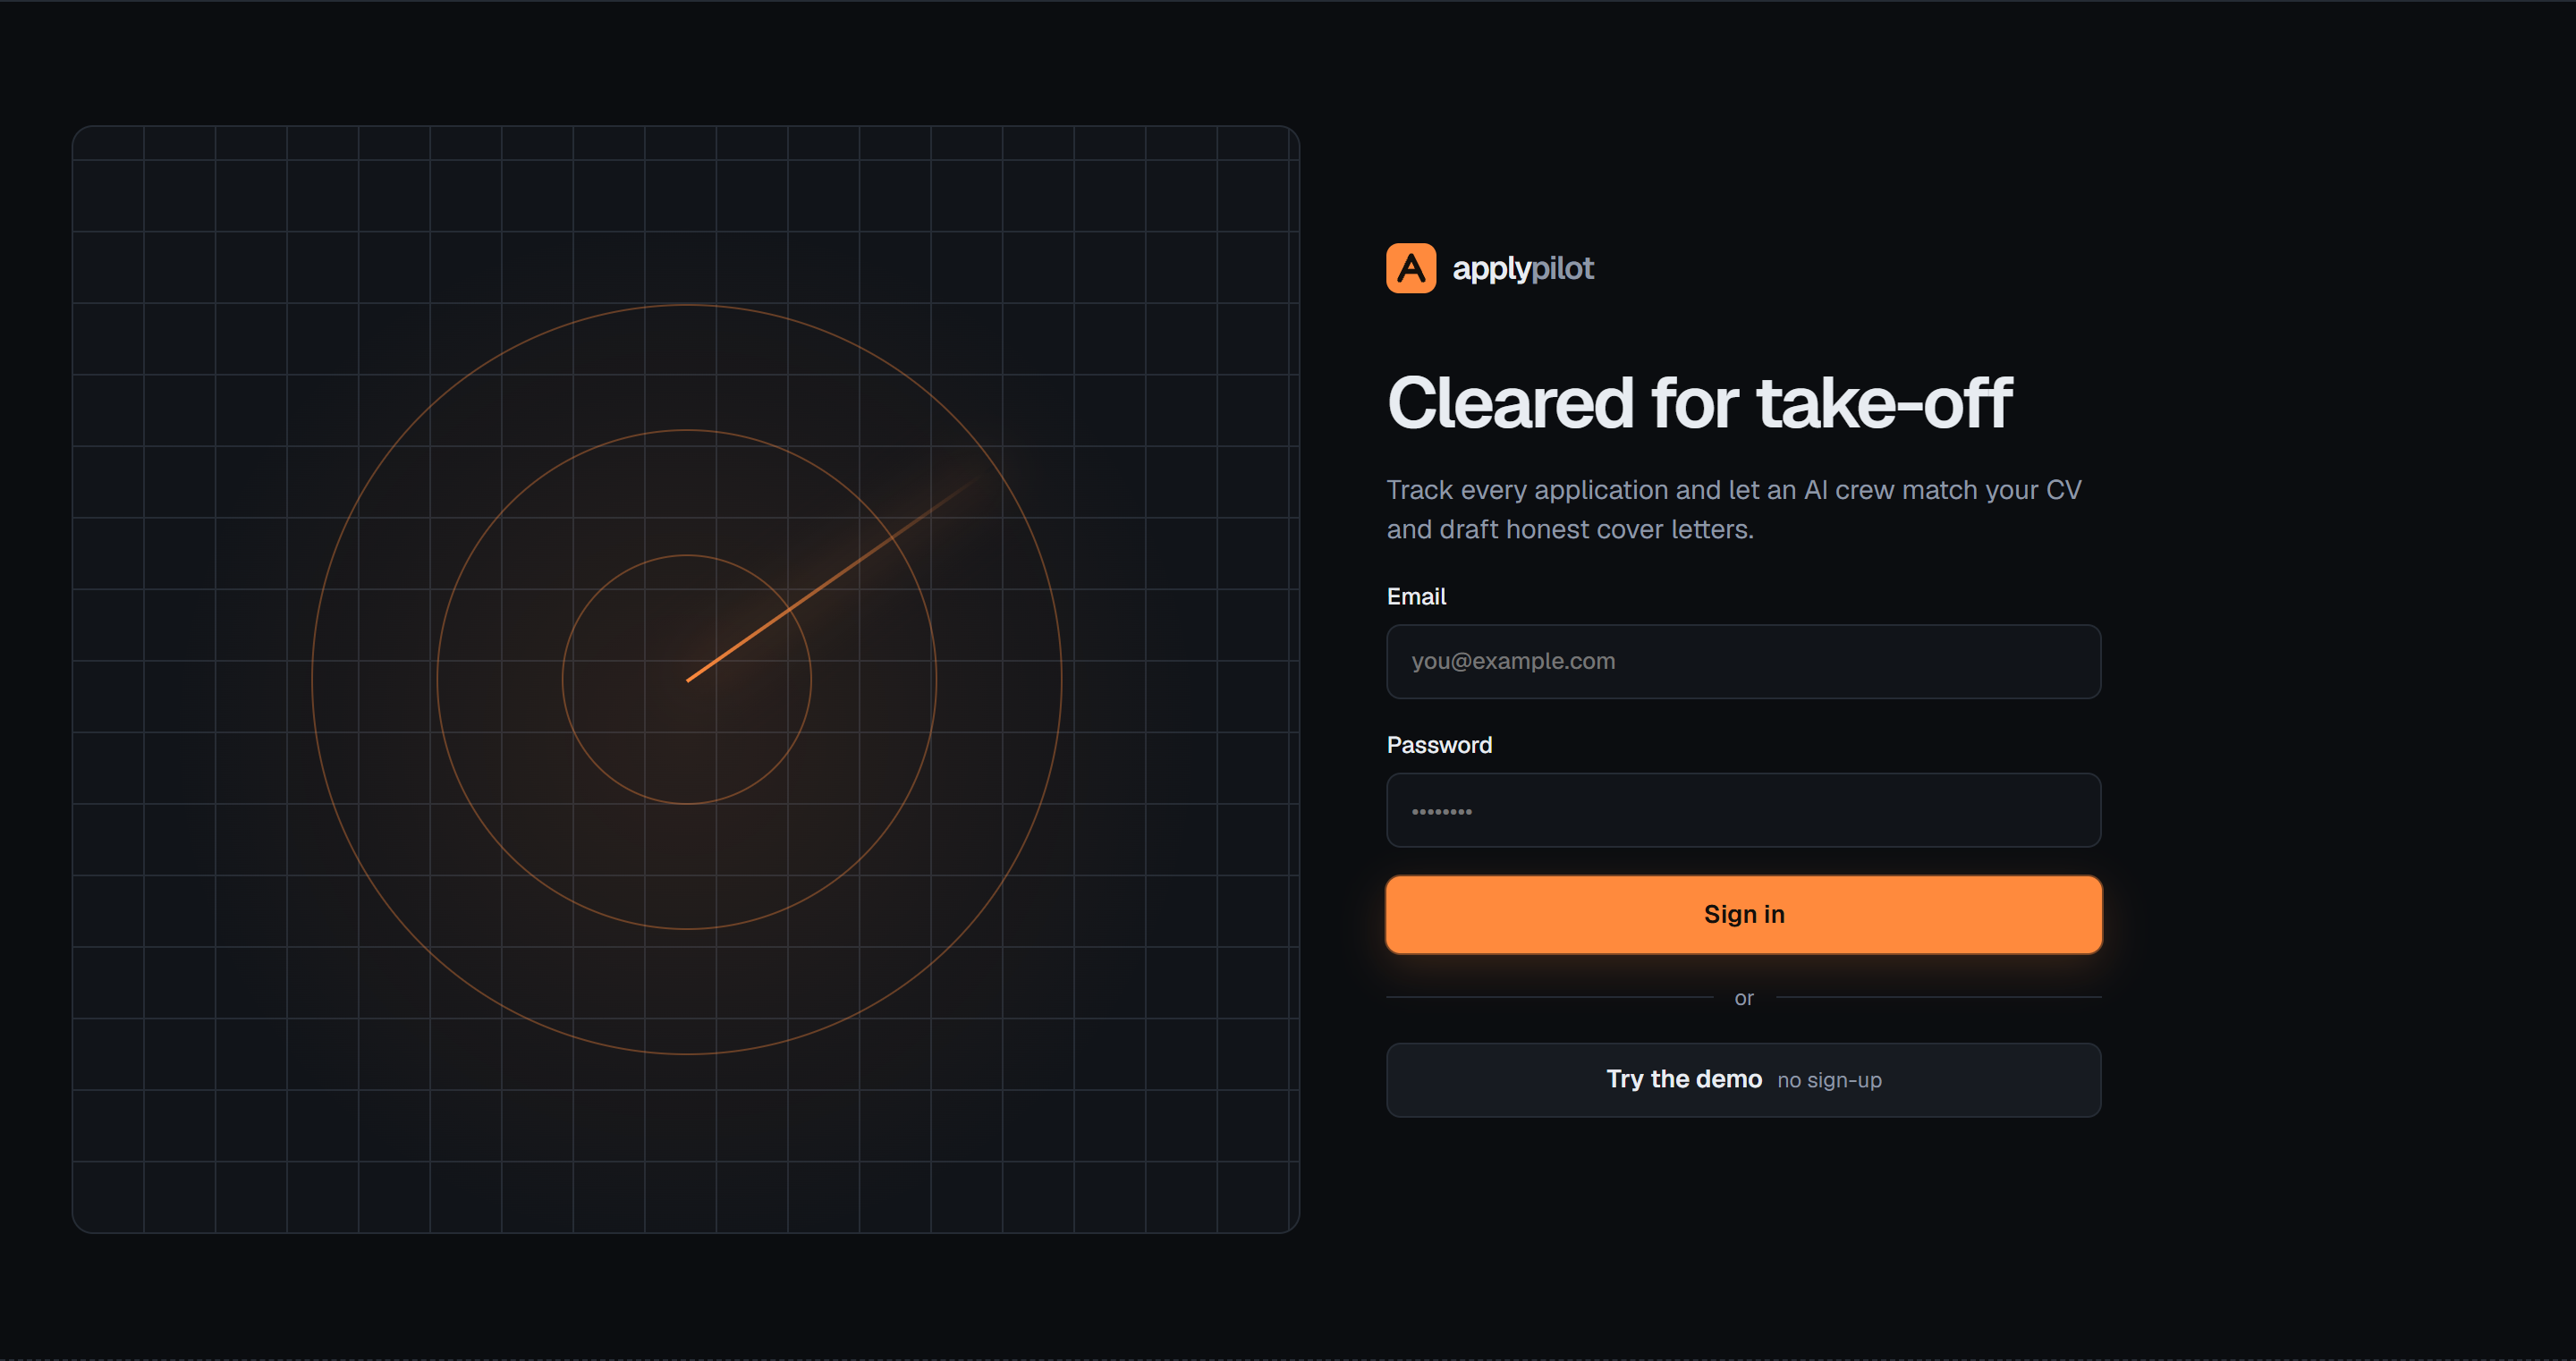 A applypilot
Cleared for take-off
Track every application and let an AI crew match your CV
and draft honest cover letters.
Email
you@example.com
Password
••••••••
Sign in
or
Try the demo no sign-up